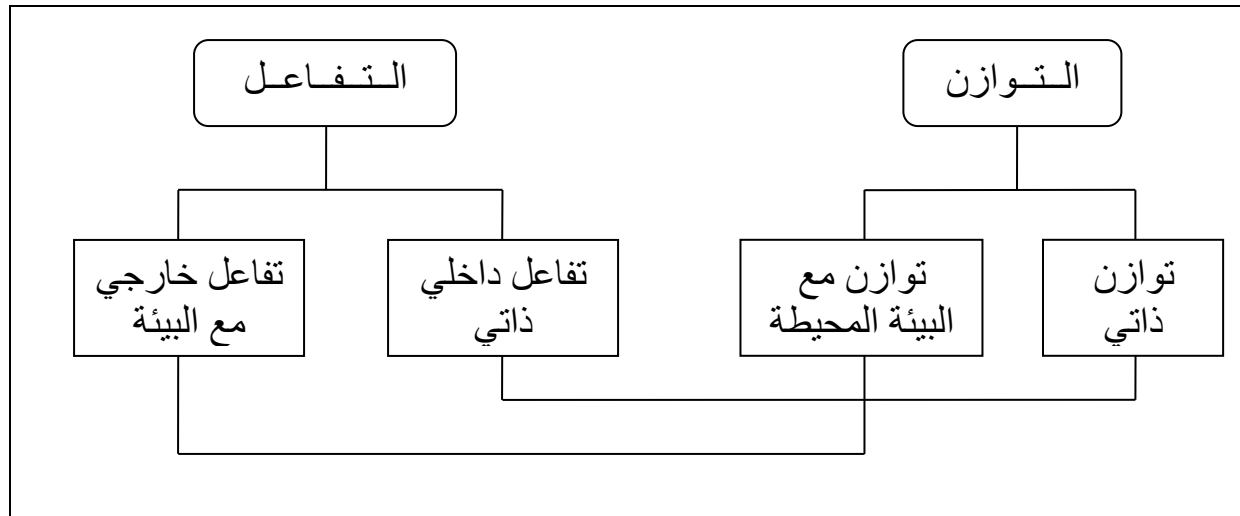 التوازن
التفاعل
توازن
ذاتي
توازن مع
البيئة المحيطة
تفاعل داخلي
ذاتي
تفاعل خارجي
مع البيئة